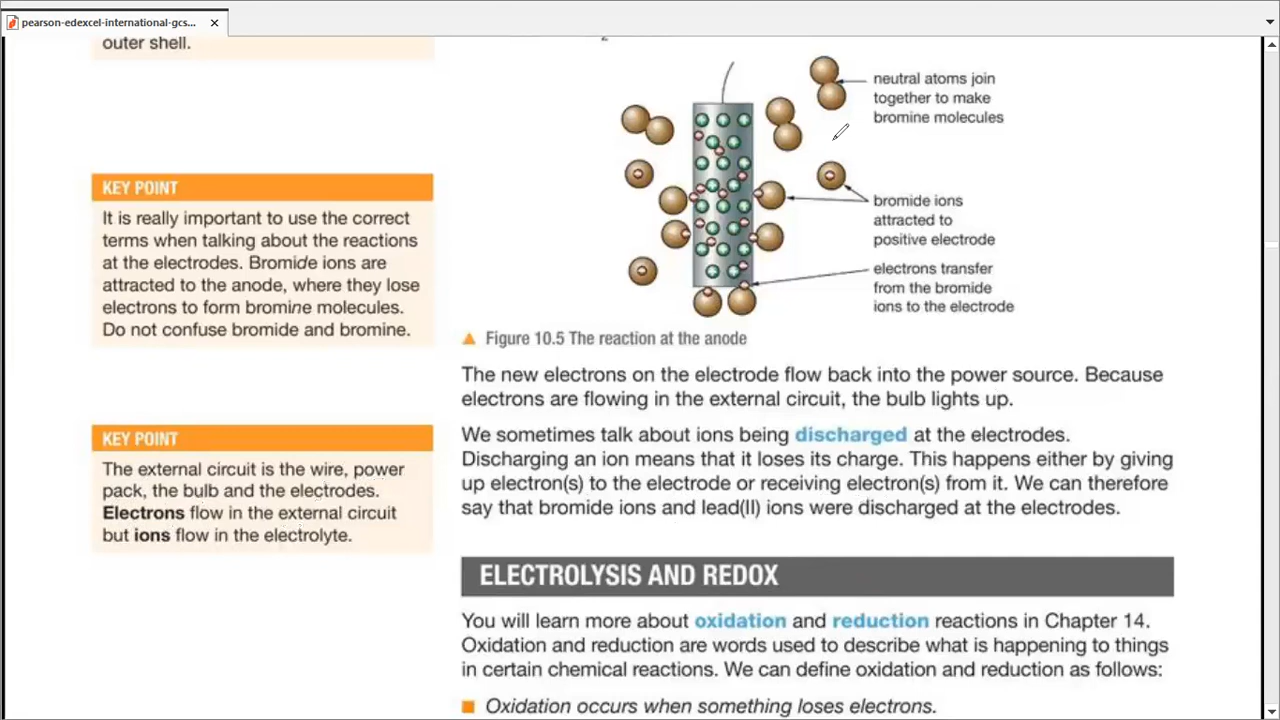 pearson-edexcel-international-gcs...
outer shell.
2
neutral atoms join
together to make
bromine molecules
bromide ions
attracted to
positive electrode
electrons transfer
from the bromide
ions to the electrode
Figure 10.5 The reaction at the anode
KEY POINT
It is really important to use the correct
terms when talking about the reactions
at the electrodes. Bromide ions are
attracted to the anode, where they lose
electrons to form bromine molecules.
Do not confuse bromide and bromine.
The new electrons on the electrode flow back into the power source. Because
electrons are flowing in the external circuit, the bulb lights up.
KEY POINT
The external circuit is the wire, power
pack, the bulb and the electrodes.
Electrons flow in the external circuit
but ions flow in the electrolyte.
We sometimes talk about ions being discharged at the electrodes.
Discharging an ion means that it loses its charge. This happens either by giving
up electron(s) to the electrode or receiving electron(s) from it. We can therefore
say that bromide ions and lead(II) ions were discharged at the electrodes.
ELECTROLYSIS AND REDOX
You will learn more about oxidation and reduction reactions in Chapter 14.
Oxidation and reduction are words used to describe what is happening to things
in certain chemical reactions. We can define oxidation and reduction as follows:
Oxidation occurs when something loses electrons.